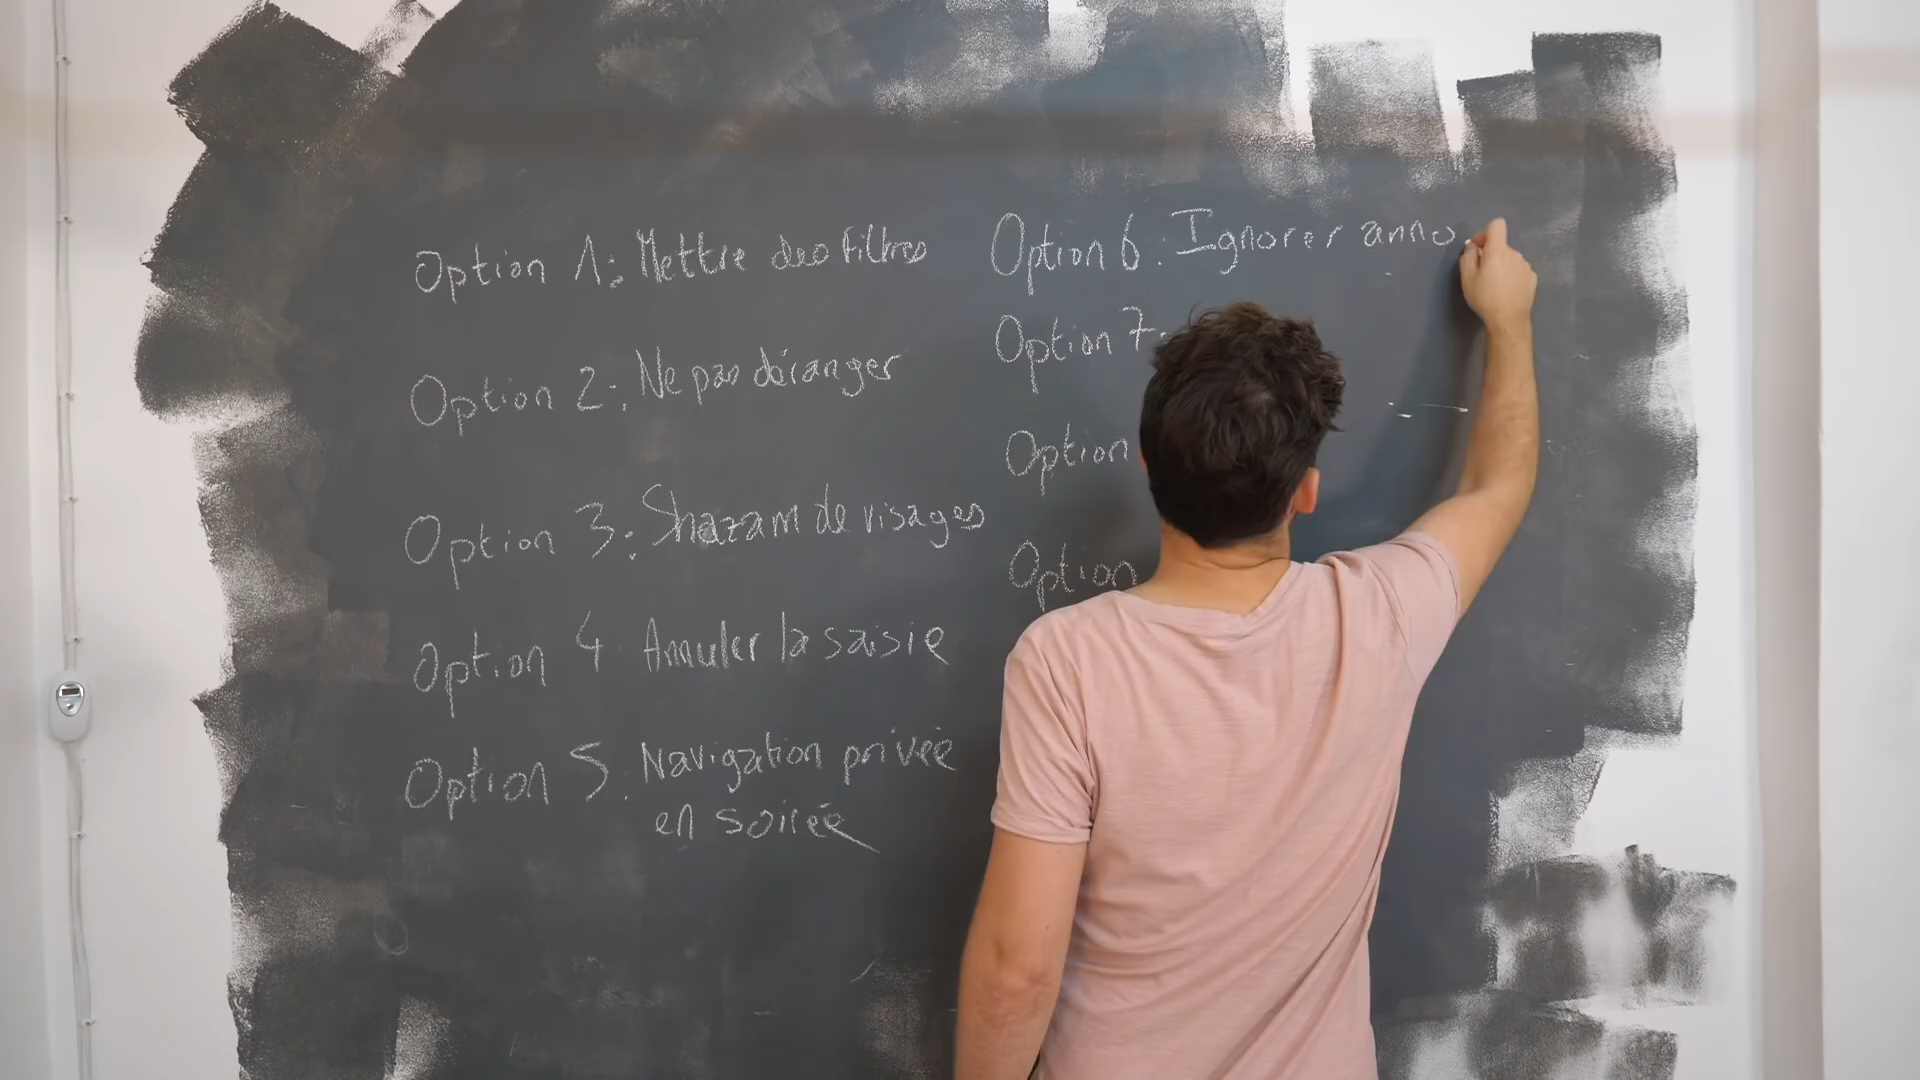 Option 1: Mettre des filtres
Option 2: Ne pas déranger
Option 3: Shazam de visages
Option 4 Annuler la saisie
Option 5: Navigation privée
en soirée
Option 6: Ignorer anno
Option 7:
Option
Option